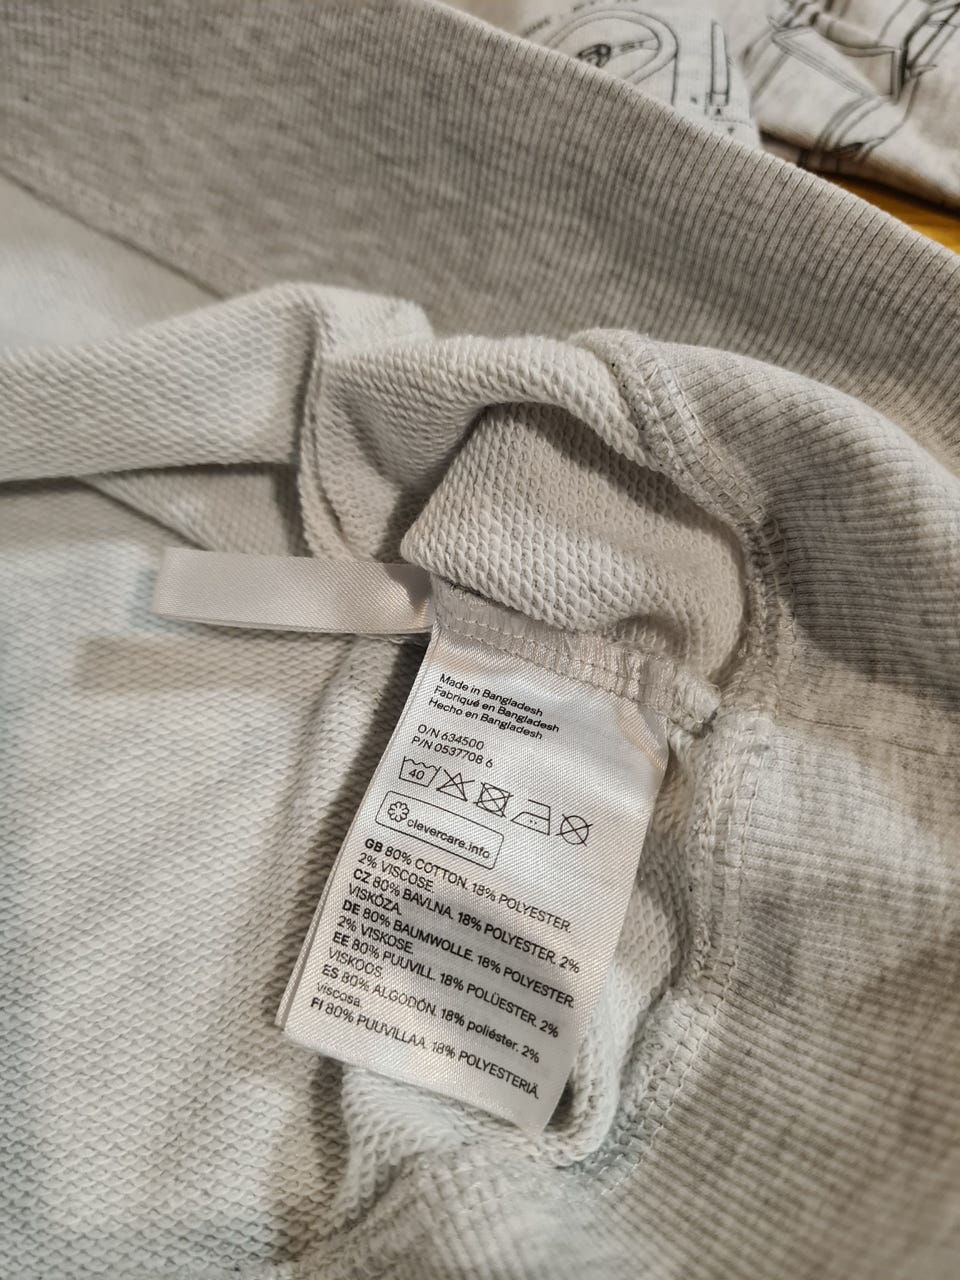 Made in Bangladesh
Fabriqué en Bangladesh
Hecho en Bangladesh
O/N 634500
P/N 0537708 6
40
clevercare.info
GB 80% COTTON. 18% POLYESTER.
2% VISCOSE
CZ 80% BAVLNA. 18% POLYESTER. 2%
VISKÓZA.
DE 80% BAUMWOLLE. 18% POLYESTER.
2% VISKOSE.
EE 80% PUUVILL. 18% POLÜESTER. 2%
VISKOOS.
ES 80% ALGODÓN. 18% poliéster. 2%
viscosa.
FI 80% PUUVILLAA. 18% POLYESTERIÄ.